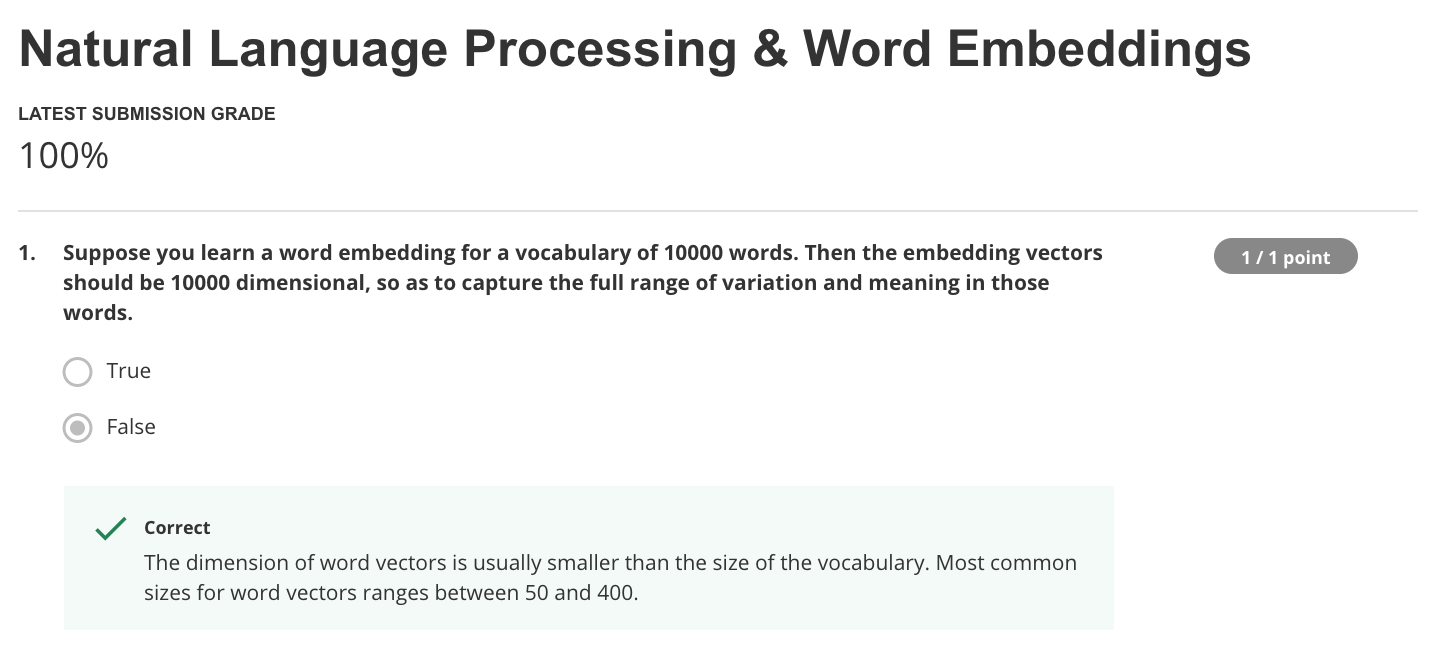 Natural Language Processing & Word Embeddings
LATEST SUBMISSION GRADE
100%
1. Suppose you learn a word embedding for a vocabulary of 10000 words. Then the embedding vectors
should be 10000 dimensional, so as to capture the full range of variation and meaning in those
words.
1 / 1 point
True
False
Correct
The dimension of word vectors is usually smaller than the size of the vocabulary. Most common
sizes for word vectors ranges between 50 and 400.